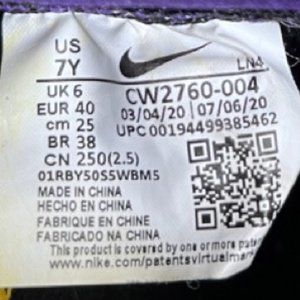 US
7Y
LN4
UK 6
EUR 40
cm 25
BR 38
CN 250(2.5)
CW2760-004
03/04/20 07/06/20
UPC 00194499385462
01RBY50S5WBM5
MADE IN CHINA
HECHO EN CHINA
FABRIQUE EN CHINE
FABRICADO NA CHINA
This product is covered by one or more
www.nike.com/patents